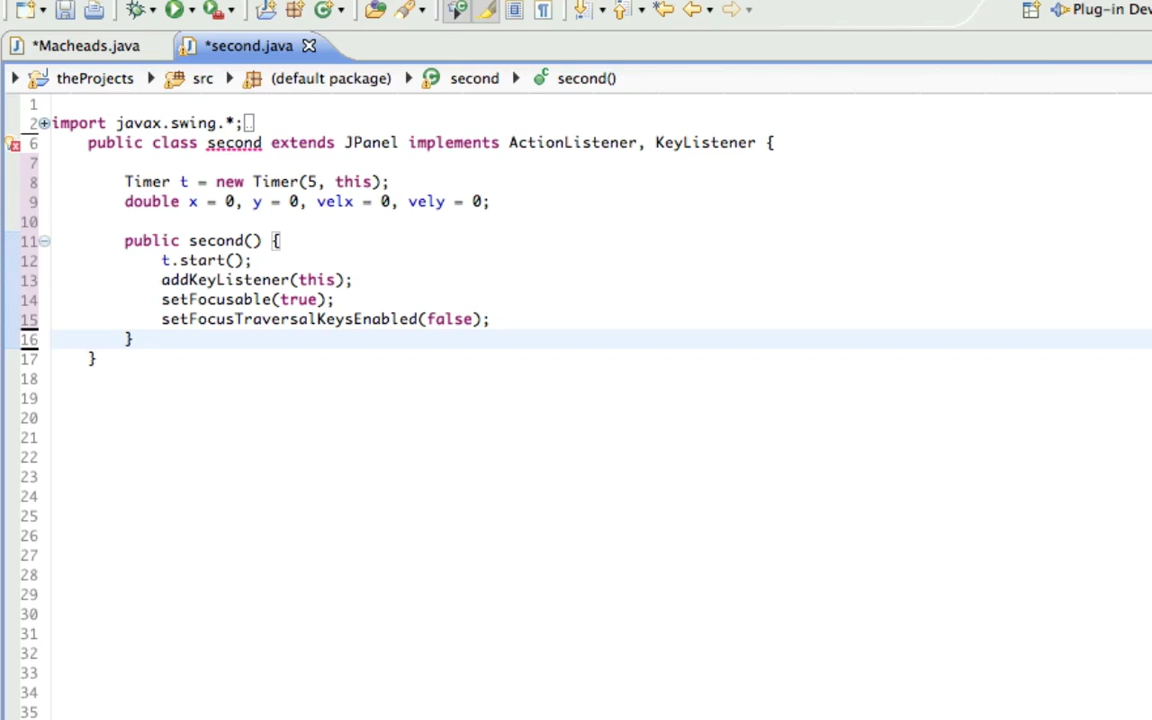 Plug-in Dev
*Macheads.java *second.java
theProjects src (default package) second second()
1
2 import javax.swing.*;
6 public class second extends JPanel implements ActionListener, KeyListener {
7
8 Timer t = new Timer(5, this);
9 double x = 0, y = 0, velx = 0, vely = 0;
10
11 public second() {
12 t.start();
13 addKeyListener(this);
14 setFocusable(true);
15 setFocusTraversalKeysEnabled(false);
16 }
17 }
18
19
20
21
22
23
24
25
26
27
28
29
30
31
32
33
34
35